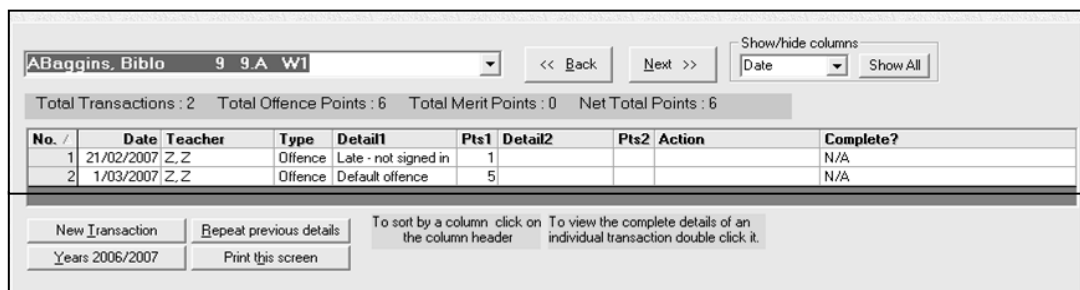 Show/hide columns
ABaggins, Biblo 9 9.A W1 << Back Next >> Date Show All
Total Transactions : 2 Total Offence Points : 6 Total Merit Points : 0 Net Total Points : 6
No. / Date Teacher Type Detail1 Pts1 Detail2 Pts2 Action Complete?
1 21/02/2007 Z, Z Offence Late - not signed in 1 N/A
2 1/03/2007 Z, Z Offence Default offence 5 N/A
New Transaction Repeat previous details To sort by a column click on To view the complete details of an
the column header individual transaction double click it.
Years 2006/2007 Print this screen